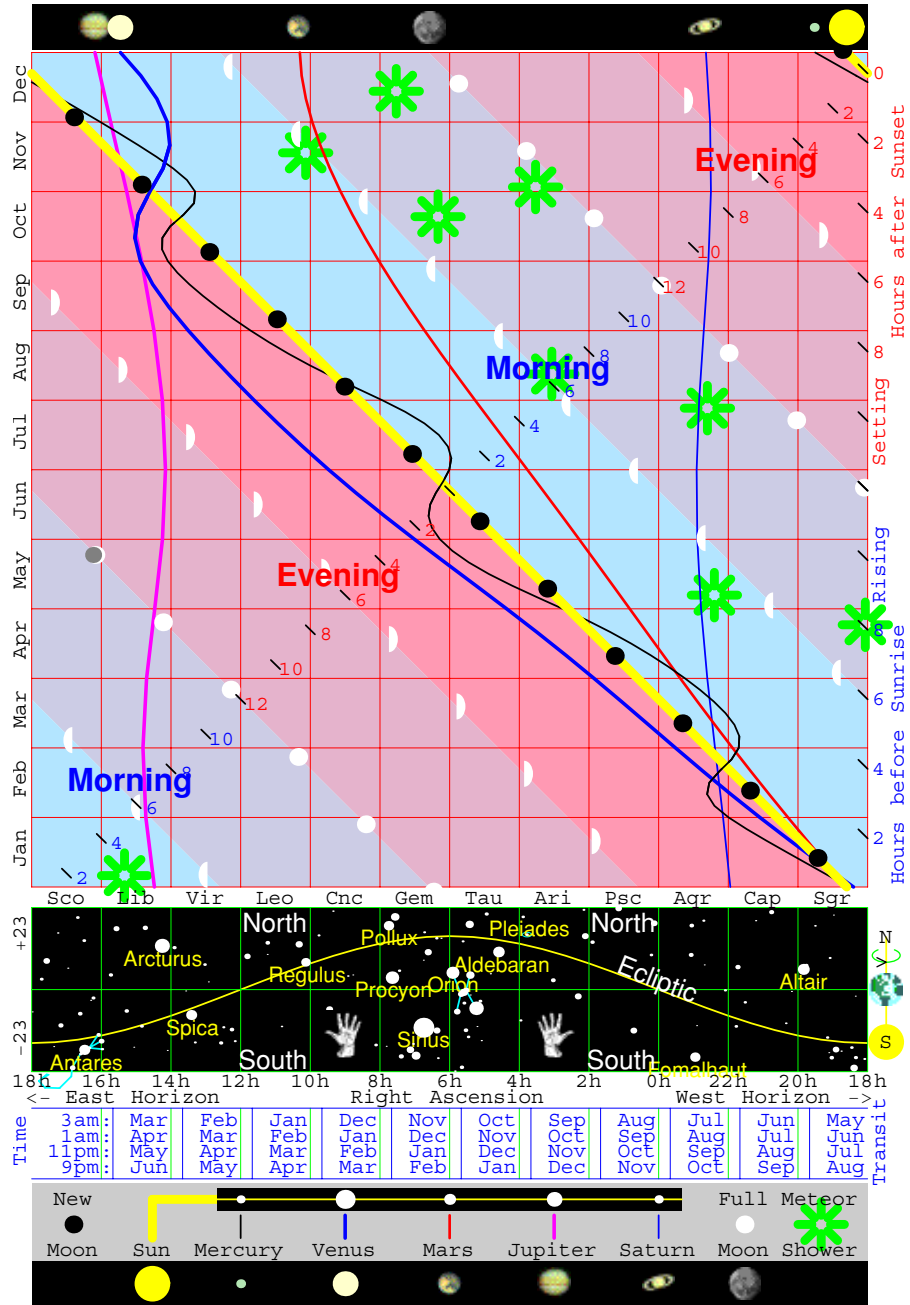 Dec
Nov
Oct
Sep
Aug
Jul
Jun
May
Apr
Mar
Feb
Jan
Evening
Morning
Evening
Morning
0
2
4
6
8
10
12
10
8
6
4
2
2
4
6
8
10
12
10
8
6
4
2
2
4
6
8
8
6
4
2
Hours after Sunset
Setting
Rising
Hours before Sunrise
Sco Lib Vir Leo Cnc Gem Tau Ari Psc Aqr Cap Sgr
+23
-23
North
North
Pollux
Pleiades
Arcturus
Regulus
Aldebaran
Procyon
Orion
Ecliptic
Altair
Spica
Sirius
Antares
South
South
Fomalhaut
N
S
18h 16h 14h 12h 10h 8h 6h 4h 2h 0h 22h 20h 18h
<- East Horizon Right Ascension West Horizon ->
Time
3am: Mar Feb Jan Dec Nov Oct Sep Aug Jul Jun May
1am: Apr Mar Feb Jan Dec Nov Oct Sep Aug Jul Jun
11pm: May Apr Mar Feb Jan Dec Nov Oct Sep Aug Jul
9pm: Jun May Apr Mar Feb Jan Dec Nov Oct Sep Aug
Transit
New Full Meteor
Moon Sun Mercury Venus Mars Jupiter Saturn Moon Shower